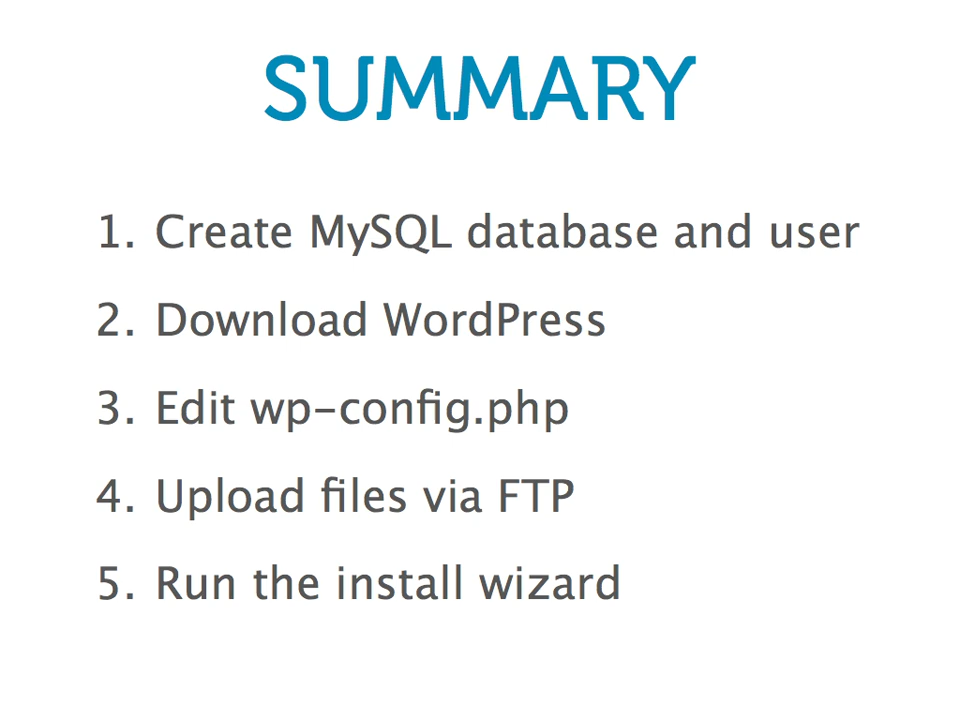 SUMMARY
1. Create MySQL database and user
2. Download WordPress
3. Edit wp-config.php
4. Upload files via FTP
5. Run the install wizard